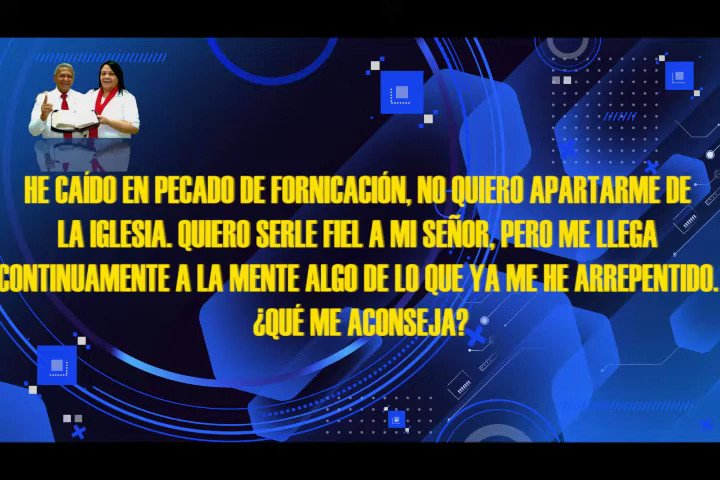 HE CAÍDO EN PECADO DE FORNICACIÓN, NO QUIERO APARTARME DE
LA IGLESIA. QUIERO SERLE FIEL A MI SEÑOR, PERO ME LLEGA
CONTINUAMENTE A LA MENTE ALGO DE LO QUE YA ME HE ARREPENTIDO.
¿QUÉ ME ACONSEJA?